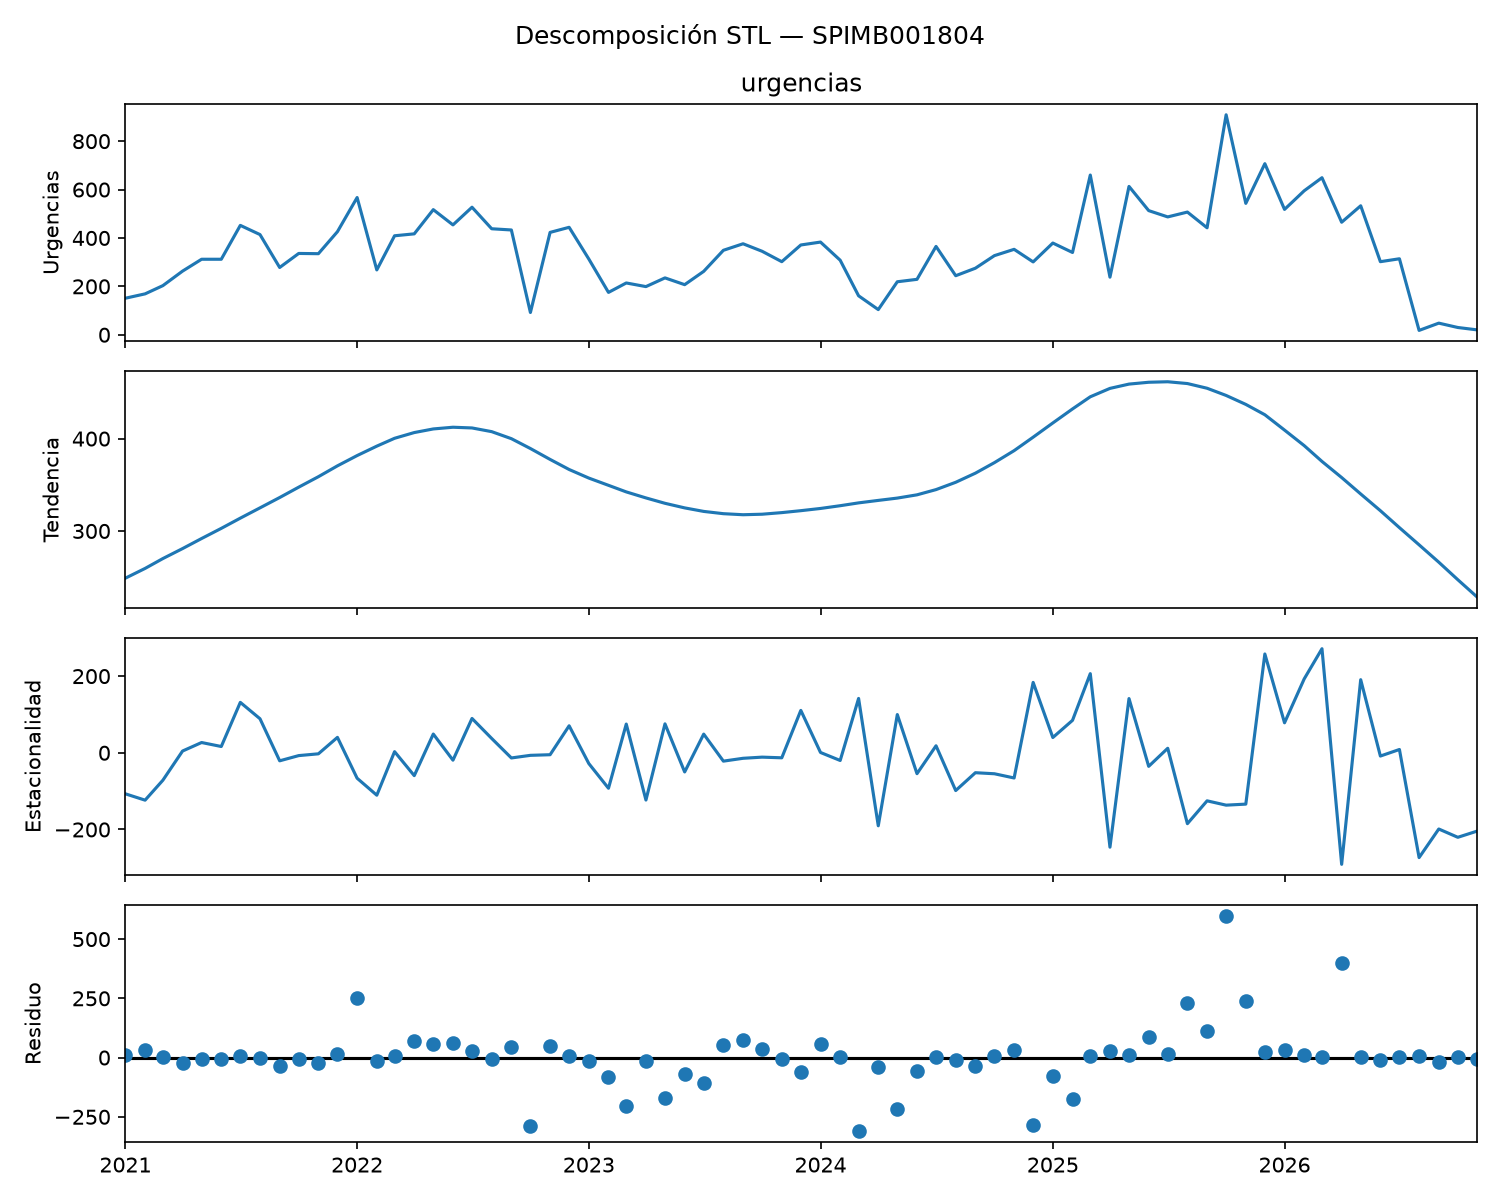 Descomposición STL — SPIMB001804
urgencias
Urgencias
800
600
400
200
0
Tendencia
400
300
Estacionalidad
200
0
−200
Residuo
500
250
0
−250
2021 2022 2023 2024 2025 2026